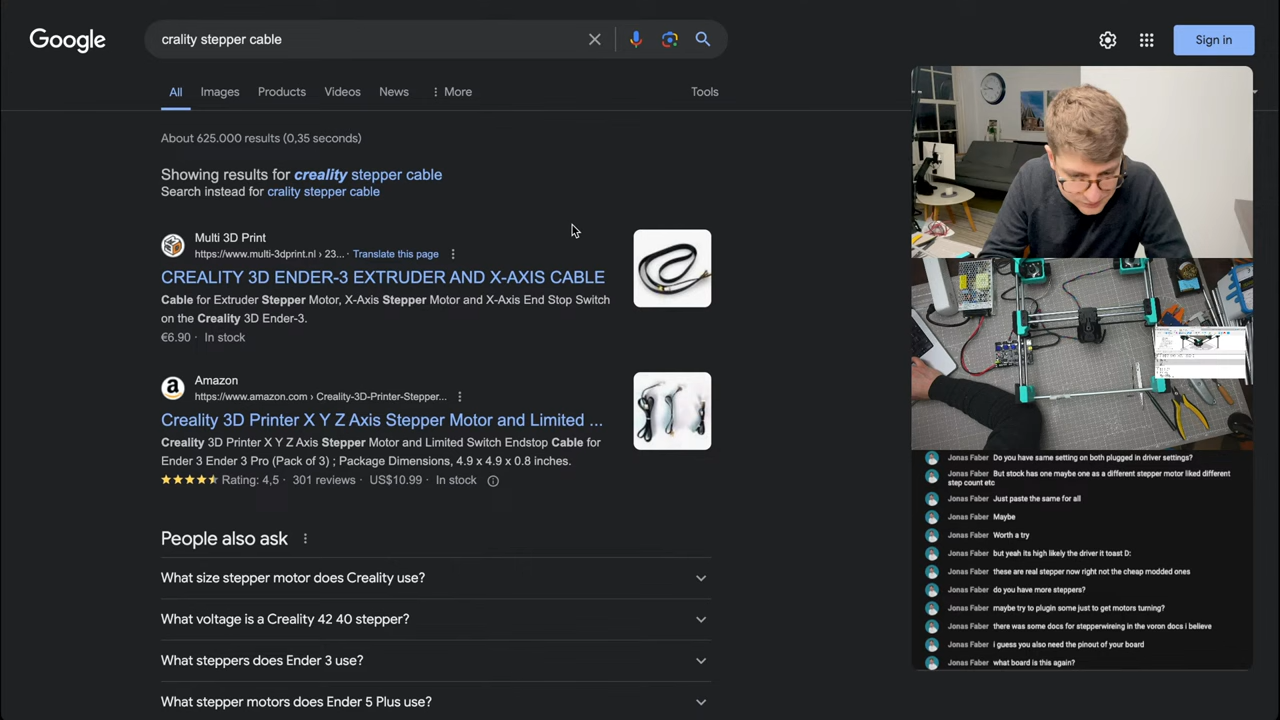 Google
crality stepper cable
Sign in
All Images Products Videos News More Tools
About 625.000 results (0,35 seconds)
Showing results for creality stepper cable
Search instead for crality stepper cable
Multi 3D Print
https://www.multi-3dprint.nl › 23... Translate this page
CREALITY 3D ENDER-3 EXTRUDER AND X-AXIS CABLE
Cable for Extruder Stepper Motor, X-Axis Stepper Motor and X-Axis End Stop Switch
on the Creality 3D Ender-3.
€6.90 · In stock
Amazon
https://www.amazon.com › Creality-3D-Printer-Stepper...
Creality 3D Printer X Y Z Axis Stepper Motor and Limited ...
Creality 3D Printer X Y Z Axis Stepper Motor and Limited Switch Endstop Cable for
Ender 3 Ender 3 Pro (Pack of 3) ; Package Dimensions, 4.9 x 4.9 x 0.8 inches.
Rating: 4,5 · 301 reviews · US$10.99 · In stock
People also ask
What size stepper motor does Creality use?
What voltage is a Creality 42 40 stepper?
What steppers does Ender 3 use?
What stepper motors does Ender 5 Plus use?
Jonas Faber Do you have same setting on both plugged in driver settings?
Jonas Faber But stock has one maybe one as a different stepper motor liked different
step count etc
Jonas Faber Just paste the same for all
Jonas Faber Maybe
Jonas Faber Worth a try
Jonas Faber but yeah its high likely the driver it toast D:
Jonas Faber these are real stepper now right not the cheap modded ones
Jonas Faber do you have more steppers?
Jonas Faber maybe try to plugin some just to get motors turning?
Jonas Faber there was some docs for stepperwireing in the voron docs i believe
Jonas Faber i guess you also need the pinout of your board
Jonas Faber what board is this again?